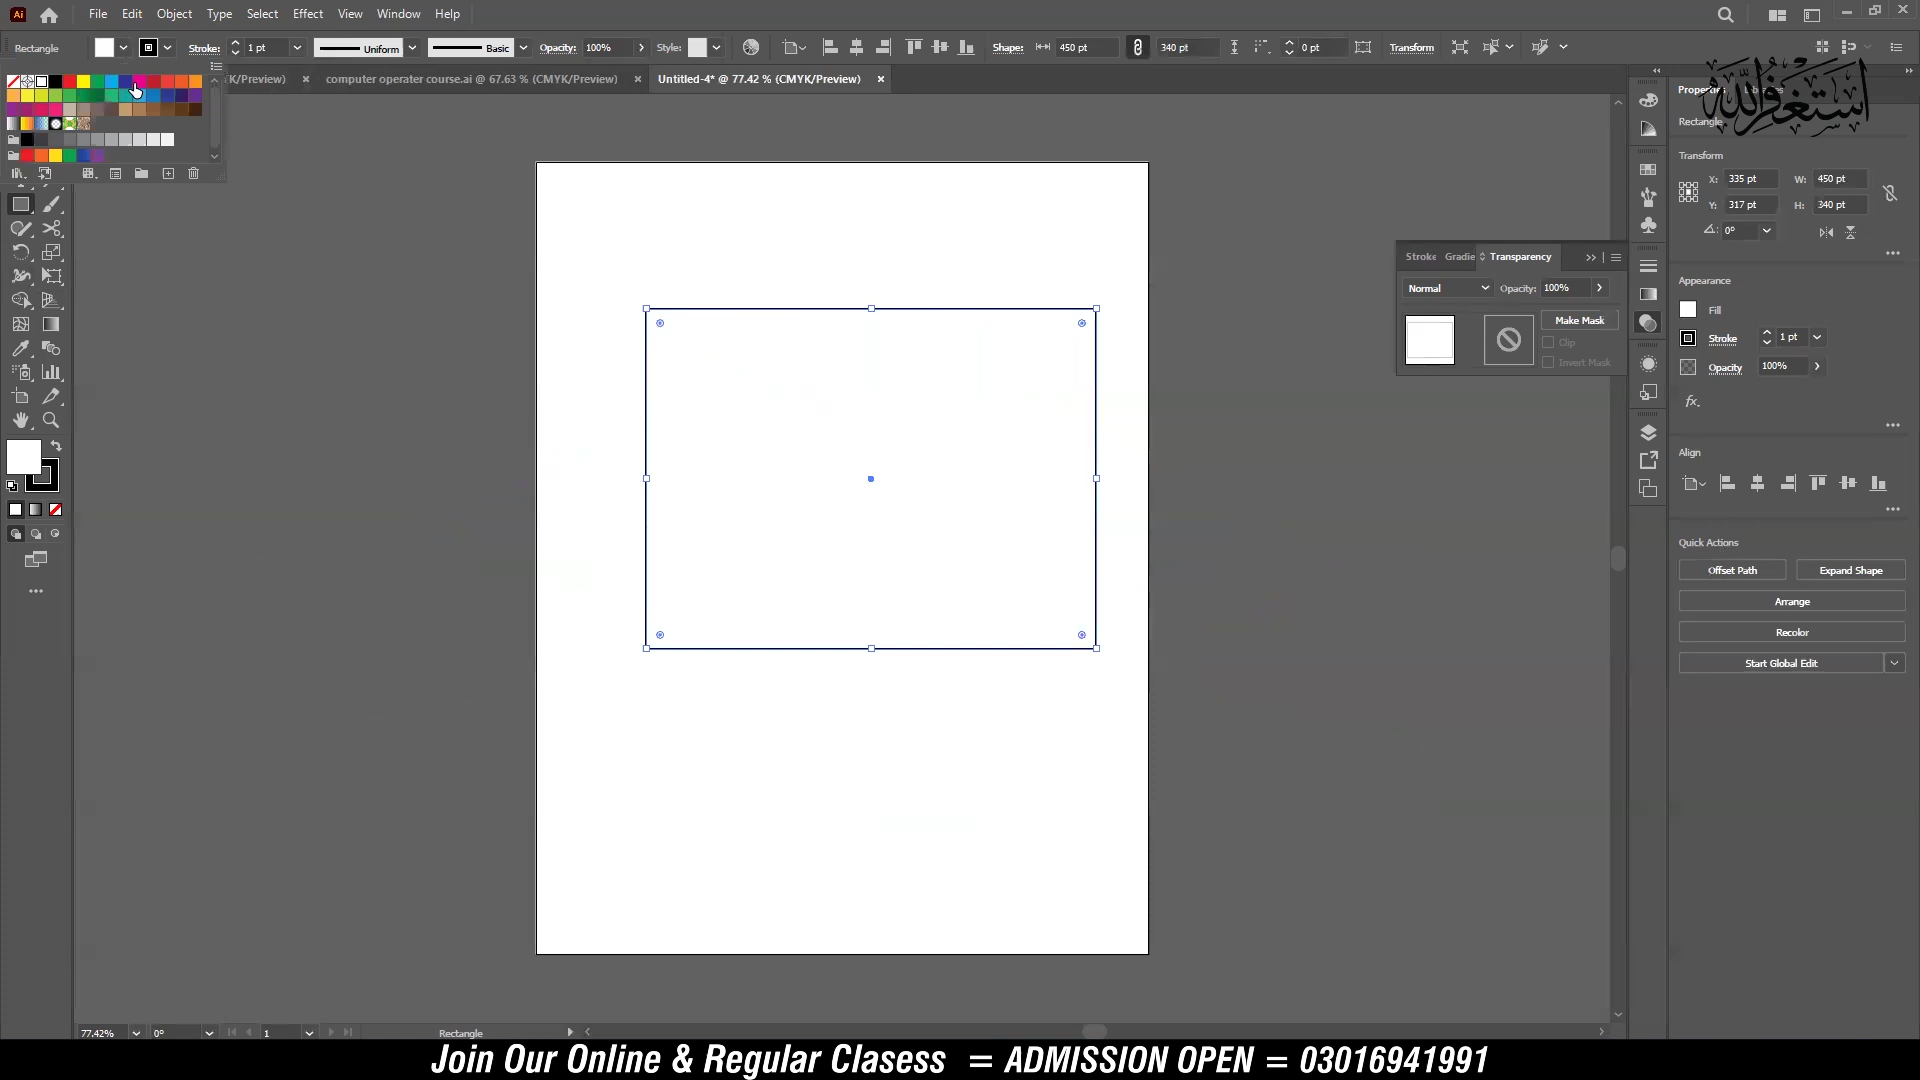 Ai File Edit Object Type Select Effect View Window Help
Rectangle Stroke: 1 pt Uniform Basic Opacity: 100% Style: Shape: 450 pt 340 pt 0 pt Transform
K/Preview) × computer operater course.ai @ 67.63 % (CMYK/Preview) × Untitled-4* @ 77.42 % (CMYK/Preview) ×
أستغفر الله
Properties Libraries
Rectangle
Transform
X: 335 pt W: 450 pt
Y: 317 pt H: 340 pt
0°
Stroke Gradie Transparency
Normal Opacity: 100%
Make Mask
Clip
Invert Mask
Appearance
Fill
Stroke 1 pt
Opacity 100%
fx.
Align
Quick Actions
Offset Path Expand Shape
Arrange
Recolor
Start Global Edit
77.42% 0° 1 Rectangle
Join Our Online & Regular Clasess = ADMISSION OPEN = 03016941991